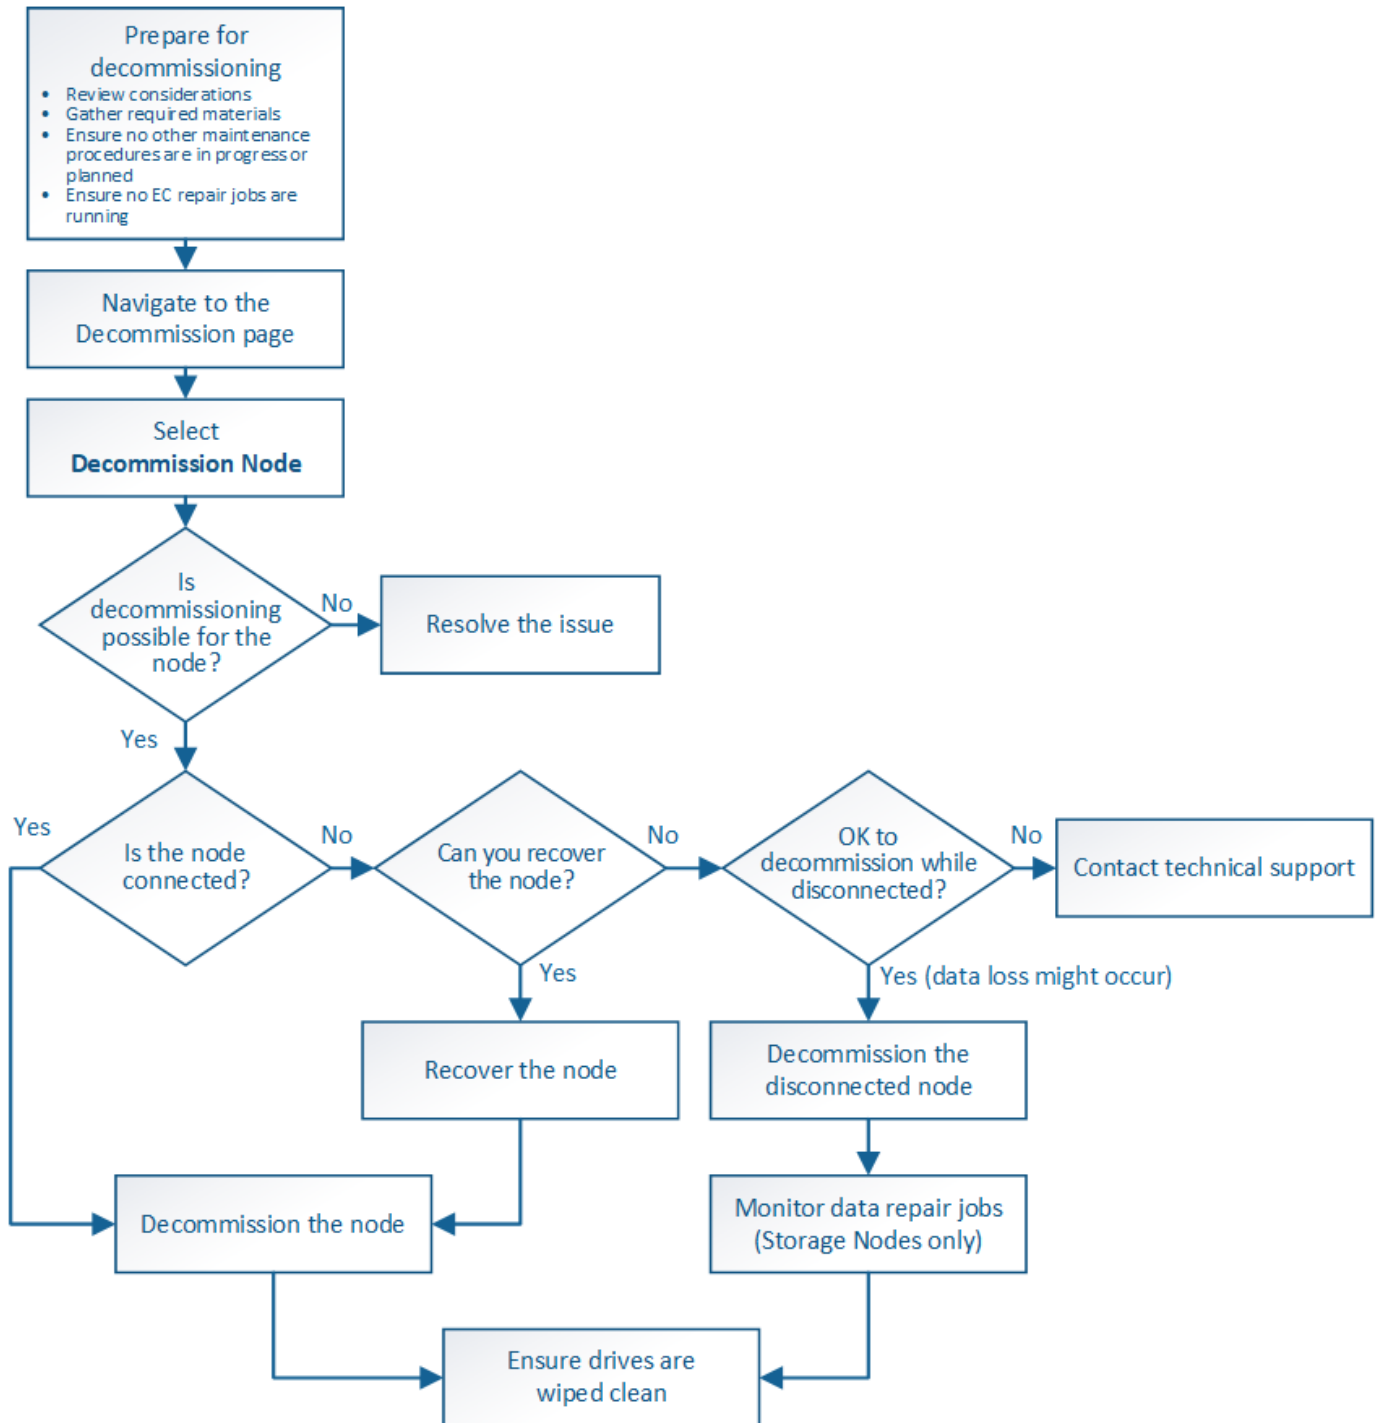 Prepare for
decommissioning
• Review considerations
• Gather required materials
• Ensure no other maintenance
procedures are in progress or
planned
• Ensure no EC repair jobs are
running
Navigate to the
Decommission page
Select
Decommission Node
Is
decommissioning
possible for the
node?
No
Resolve the issue
Yes
Yes
Is the node
connected?
No
Can you recover
the node?
No
OK to
decommission while
disconnected?
No
Contact technical support
Yes
Yes (data loss might occur)
Recover the node
Decommission the
disconnected node
Decommission the node
Monitor data repair jobs
(Storage Nodes only)
Ensure drives are
wiped clean